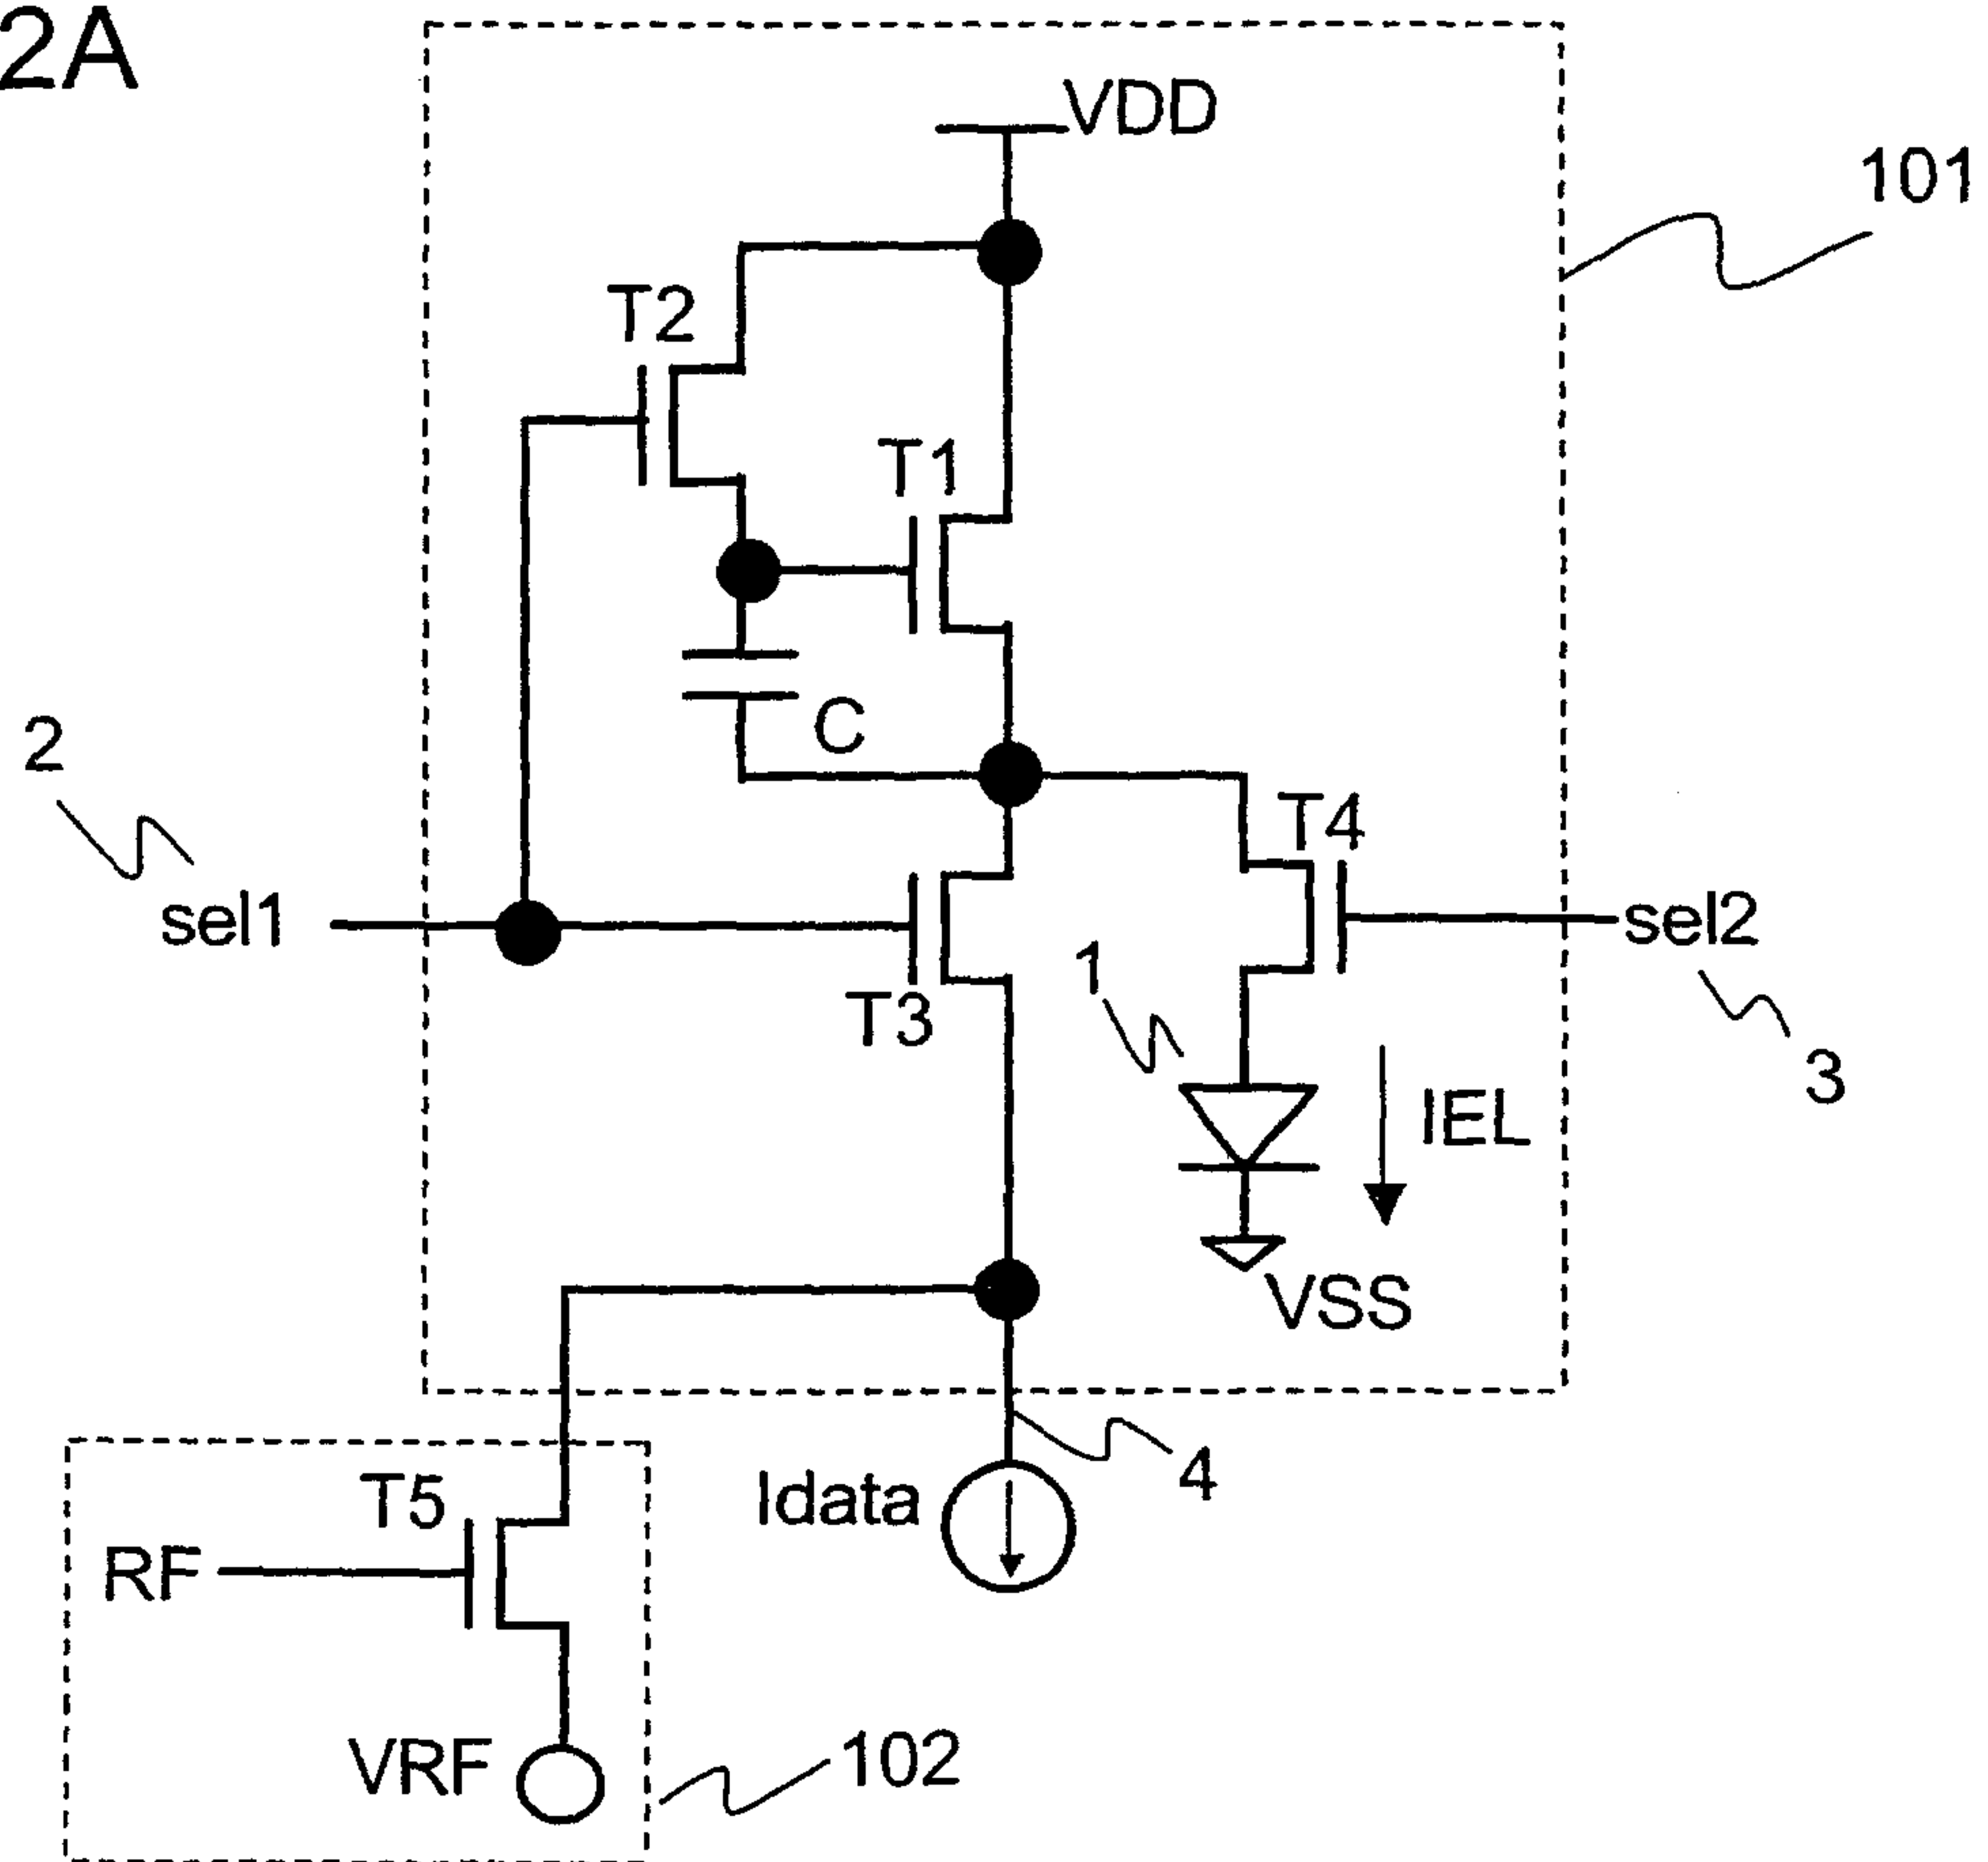 2A
VDD
101
T2
T1
C
2
T4
sel1
sel2
1
T3
3
IEL
VSS
4
T5
Idata
RF
VRF
102